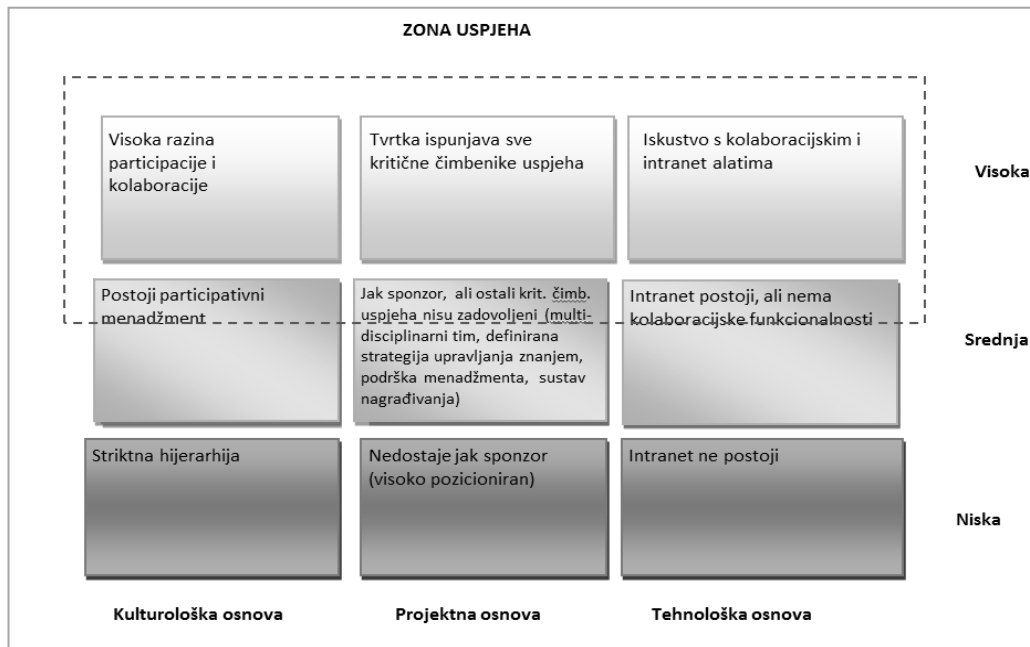 ZONA USPJEHA
Visoka razina
participacije i
kolaboracije
Tvrtka ispunjava sve
kritične čimbenike uspjeha
Iskustvo s kolaboracijskim i
intranet alatima
Visoka
Postoji participativni
menadžment
Jak sponzor, ali ostali krit. čimb.
uspjeha nisu zadovoljeni (multi-
disciplinarni tim, definirana
strategija upravljanja znanjem,
podrška menadžmenta, sustav
nagrađivanja)
Intranet postoji, ali nema
kolaboracijske funkcionalnosti
Srednja
Striktna hijerarhija
Nedostaje jak sponzor
(visoko pozicioniran)
Intranet ne postoji
Niska
Kulturološka osnova
Projektna osnova
Tehnološka osnova